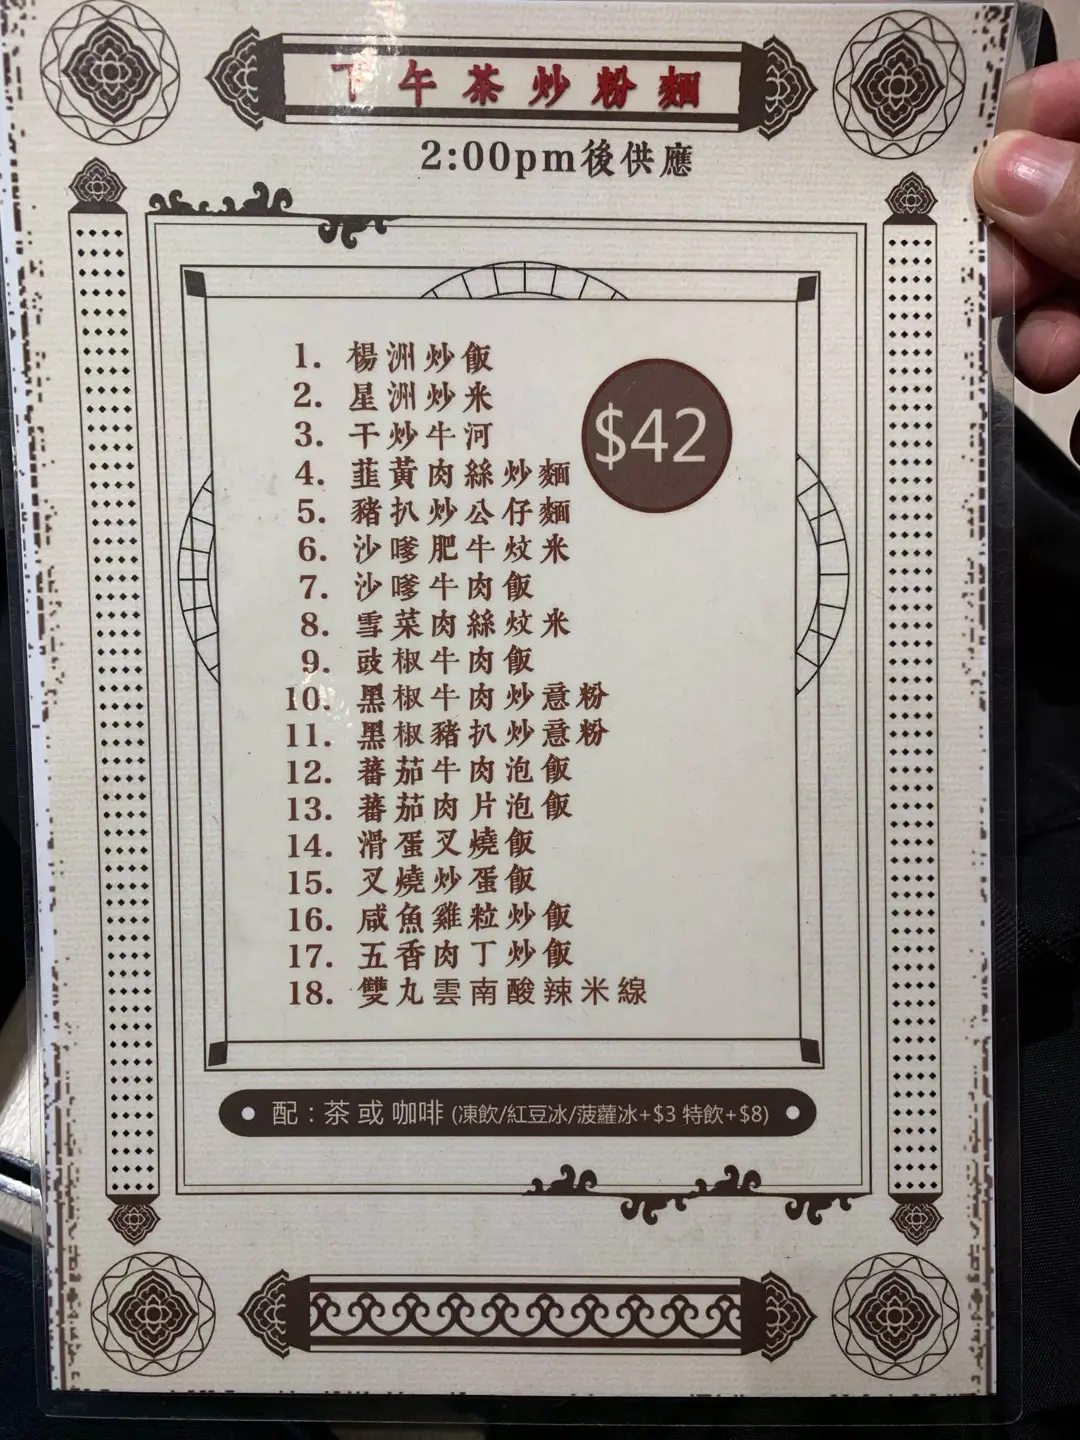 下午茶炒粉麵
2:00pm後供應
1. 楊洲炒飯
2. 星洲炒米
3. 干炒牛河
4. 韮黃肉絲炒麵
5. 豬扒炒公仔麵
6. 沙嗲肥牛炆米
7. 沙嗲牛肉飯
8. 雪菜肉絲炆米
9. 豉椒牛肉飯
10. 黑椒牛肉炒意粉
11. 黑椒豬扒炒意粉
12. 蕃茄牛肉泡飯
13. 蕃茄肉片泡飯
14. 滑蛋叉燒飯
15. 叉燒炒蛋飯
16. 咸魚雞粒炒飯
17. 五香肉丁炒飯
18. 雙丸雲南酸辣米線
$42
配:茶或咖啡 (凍飲/紅豆冰/菠蘿冰+$3 特飲+$8)